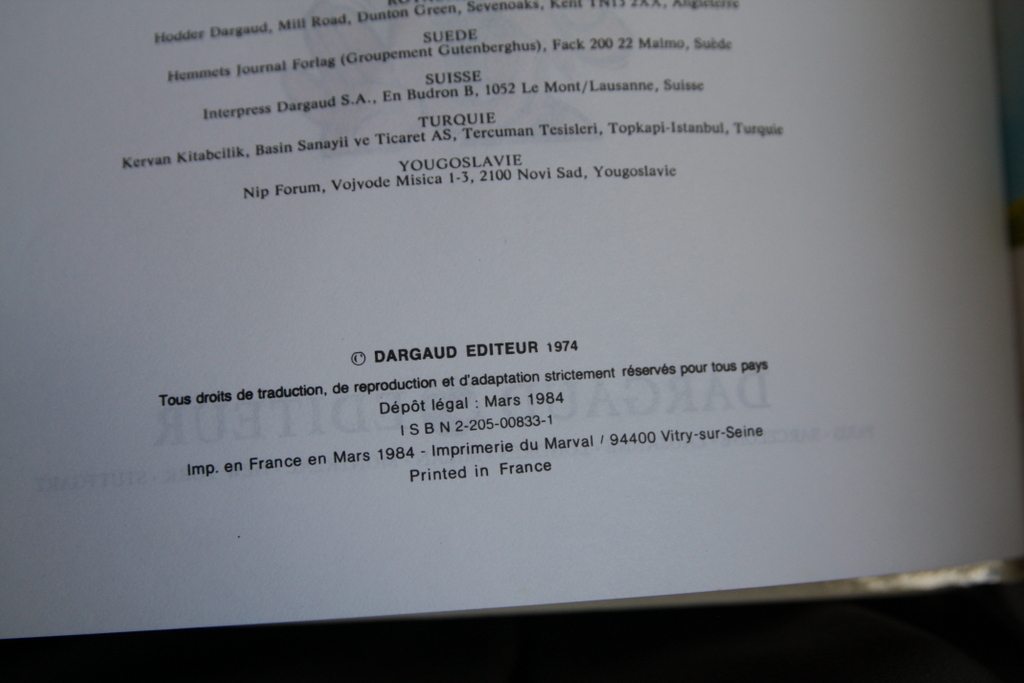 Hodder Dargaud, Mill Road, Dunton Green, Sevenoaks, Kent TN13 2XX, Angleterre
SUEDE
Hemmets Journal Forlag (Groupement Gutenberghus), Fack 200 22 Malmo, Suède
SUISSE
Interpress Dargaud S.A., En Budron B, 1052 Le Mont/Lausanne, Suisse
TURQUIE
Kervan Kitabcilik, Basin Sanayii ve Ticaret AS, Tercuman Tesisleri, Topkapi-Istanbul, Turquie
YOUGOSLAVIE
Nip Forum, Vojvode Misica 1-3, 2100 Novi Sad, Yougoslavie
© DARGAUD EDITEUR 1974
Tous droits de traduction, de reproduction et d'adaptation strictement réservés pour tous pays
Dépôt légal : Mars 1984
I S B N 2-205-00833-1
Imp. en France en Mars 1984 - Imprimerie du Marval / 94400 Vitry-sur-Seine
Printed in France